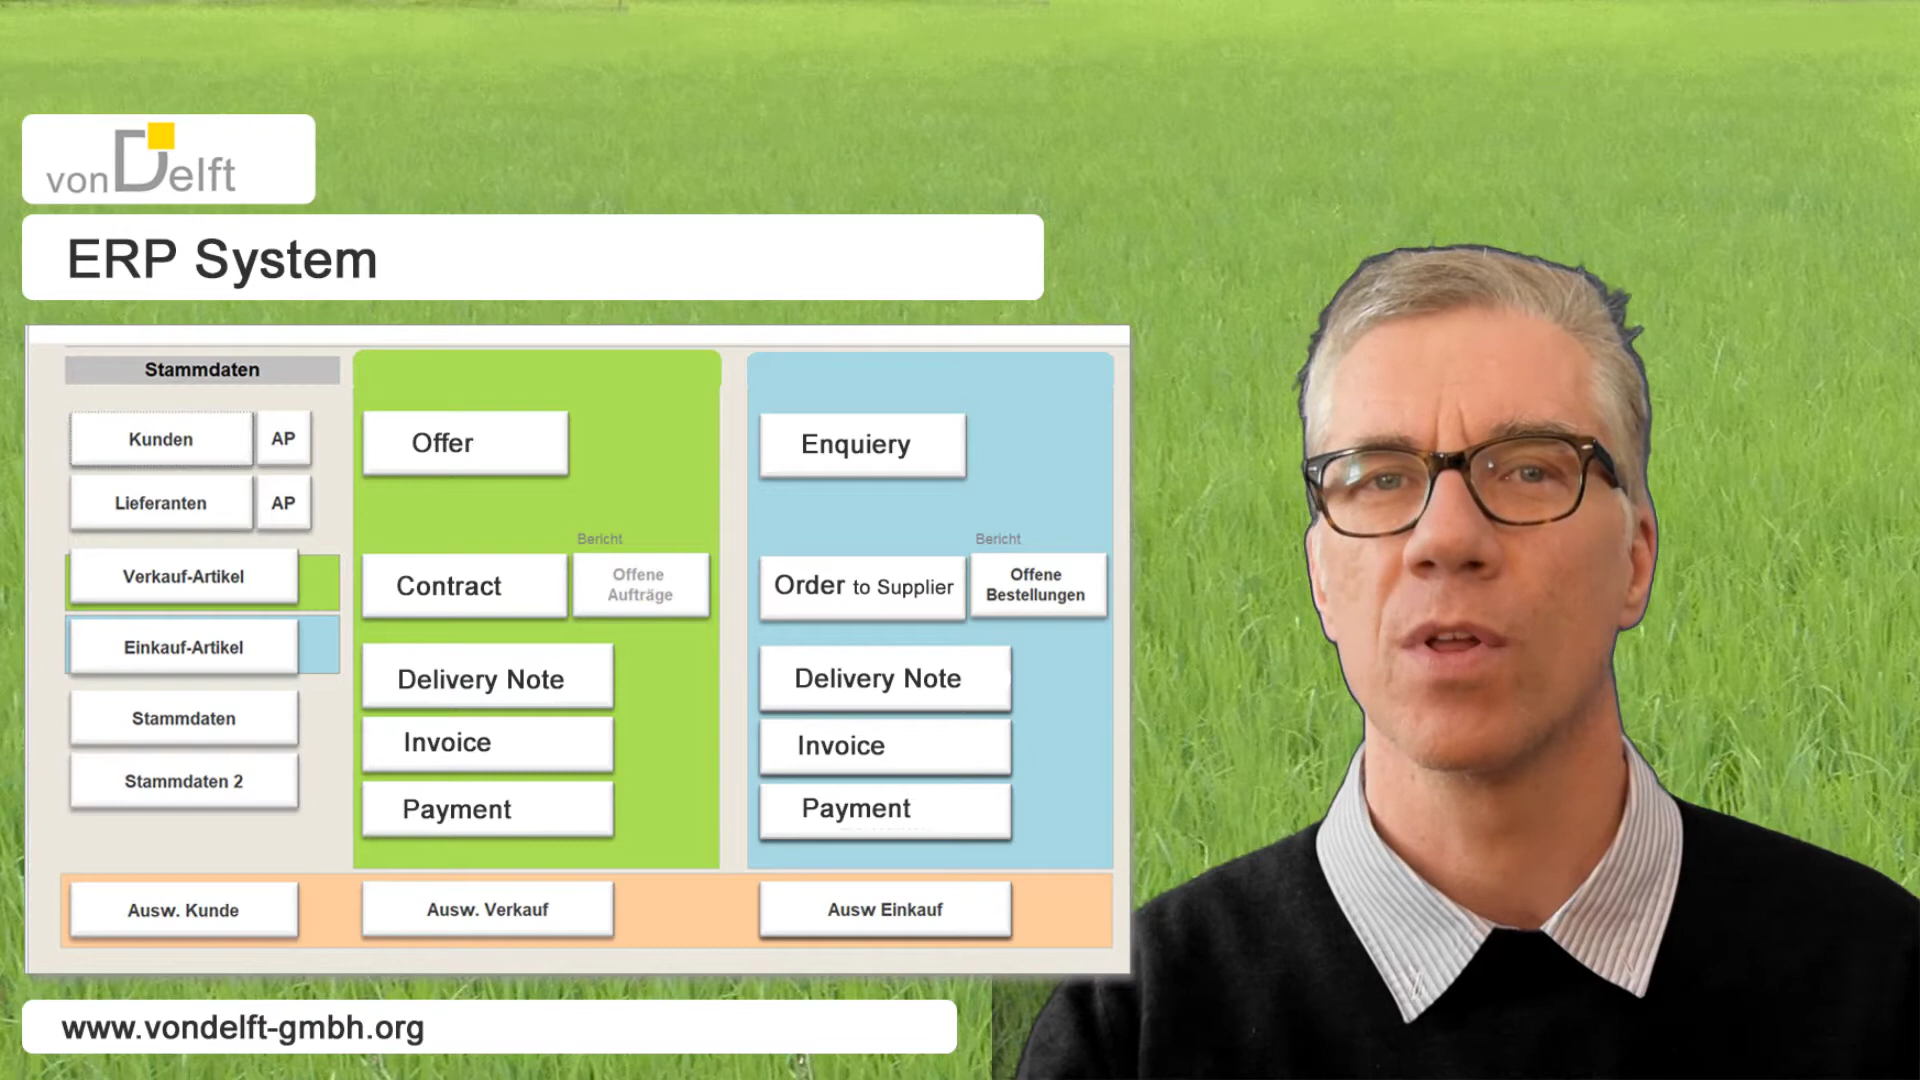 von Delft
ERP System
Stammdaten
Kunden
AP
Lieferanten
AP
Verkauf-Artikel
Einkauf-Artikel
Stammdaten
Stammdaten 2
Offer
Bericht
Contract
Offene
Aufträge
Delivery Note
Invoice
Payment
Enquiery
Bericht
Order to Supplier
Offene
Bestellungen
Delivery Note
Invoice
Payment
Ausw. Kunde
Ausw. Verkauf
Ausw Einkauf
www.vondelft-gmbh.org